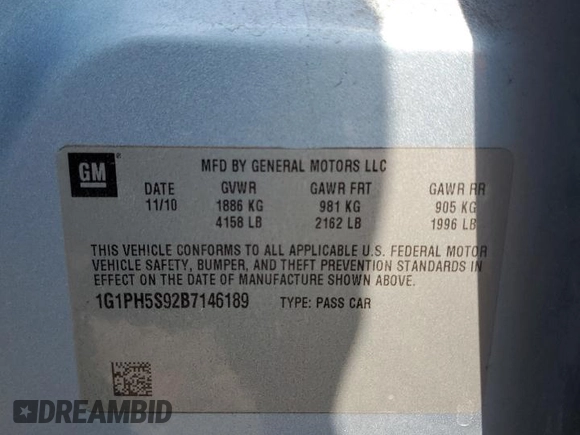 GM
MFD BY GENERAL MOTORS LLC
DATE GVWR GAWR FRT GAWR RR
11/10 1886 KG 981 KG 905 KG
4158 LB 2162 LB 1996 LB
THIS VEHICLE CONFORMS TO ALL APPLICABLE U.S. FEDERAL MOTOR
VEHICLE SAFETY, BUMPER, AND THEFT PREVENTION STANDARDS IN
EFFECT ON THE DATE OF MANUFACTURE SHOWN ABOVE.
1G1PH5S92B7146189 TYPE: PASS CAR
DREAMBID